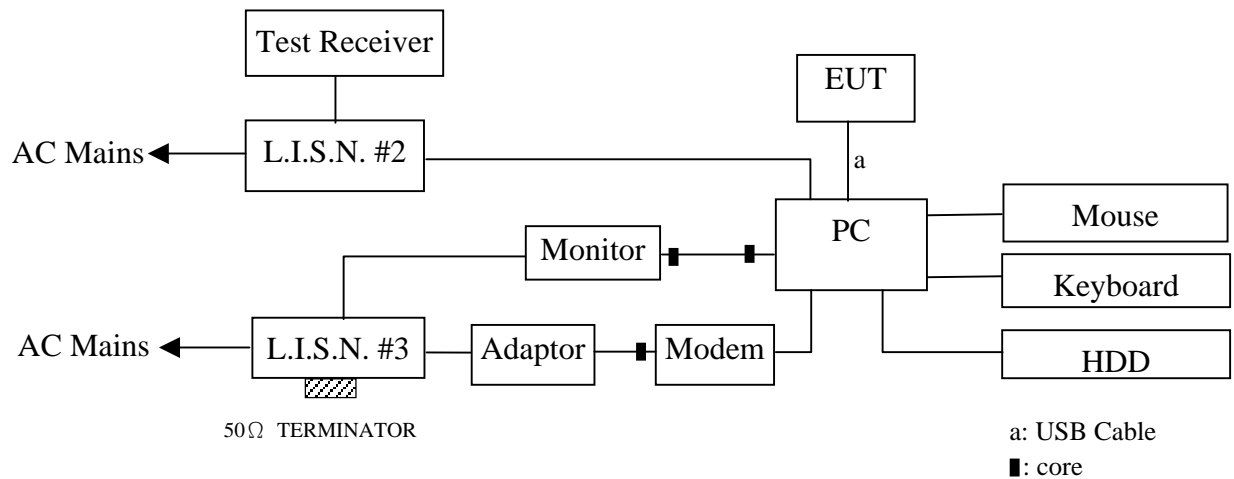 Test Receiver
EUT
AC Mains
L.I.S.N. #2
a
PC
Mouse
Monitor
Keyboard
AC Mains
L.I.S.N. #3
Adaptor
Modem
HDD
50Ω TERMINATOR
a: USB Cable
: core